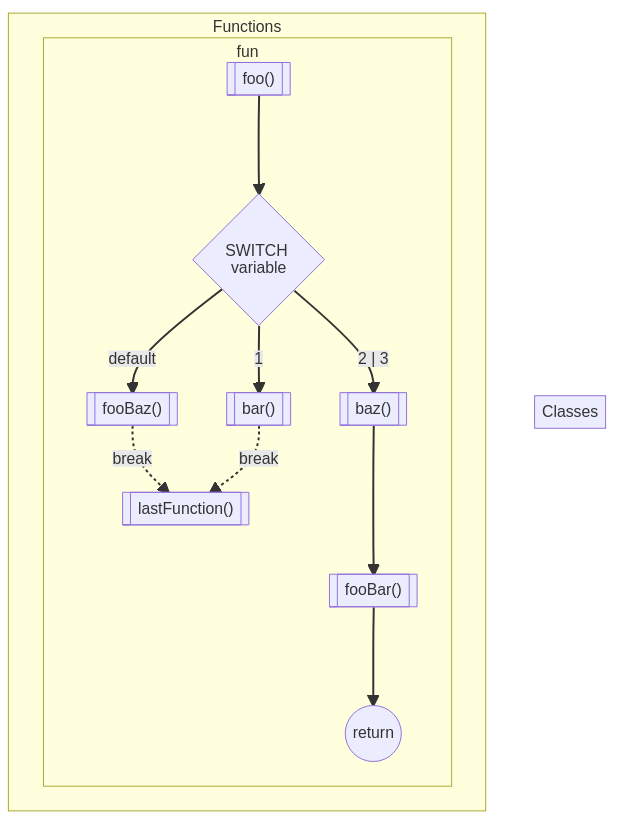 Functions
fun
foo()
SWITCH
variable
default
1
2 | 3
fooBaz()
bar()
baz()
Classes
break
break
lastFunction()
fooBar()
return